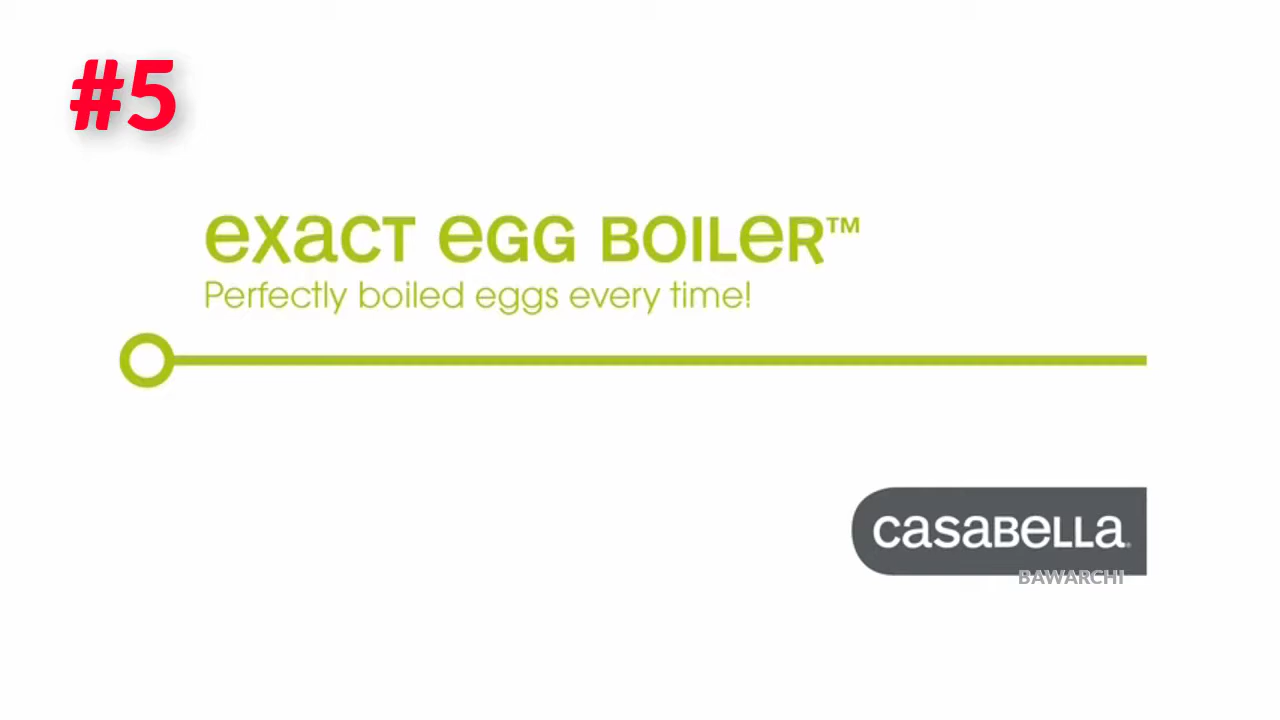 #5
exact egg boiler™
Perfectly boiled eggs every time!
casabella
BAWARCHI